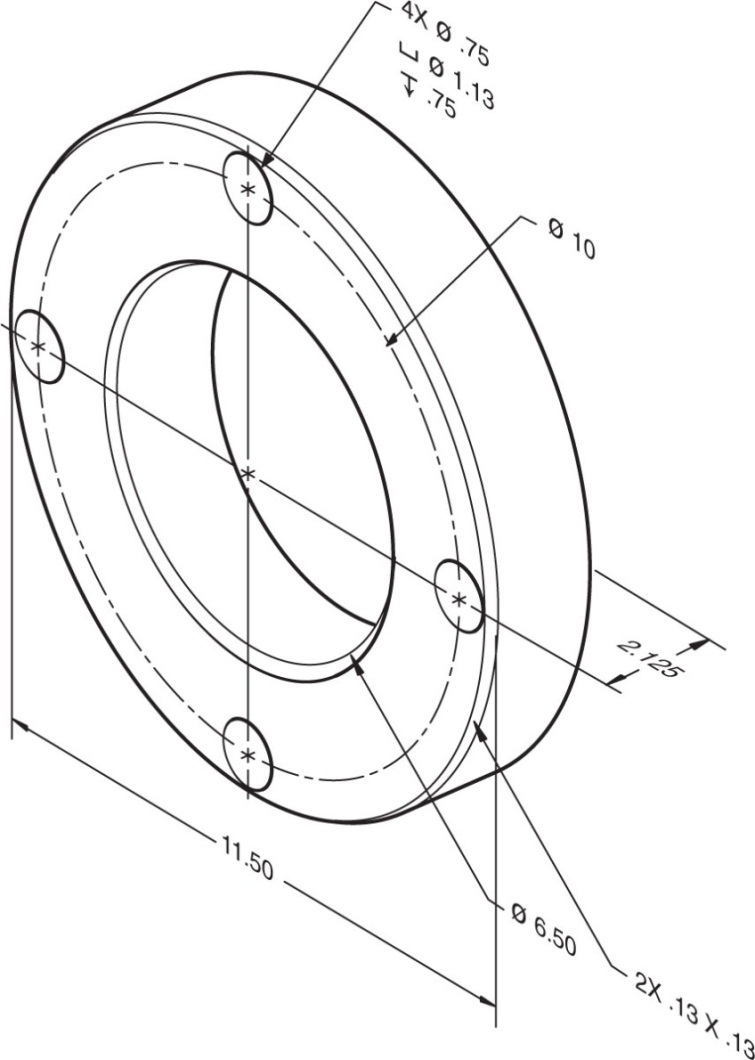 4X Ø .75
⌴ Ø 1.13
↧ .75
Ø 10
2.125
11.50
Ø 6.50
2X .13 X .13